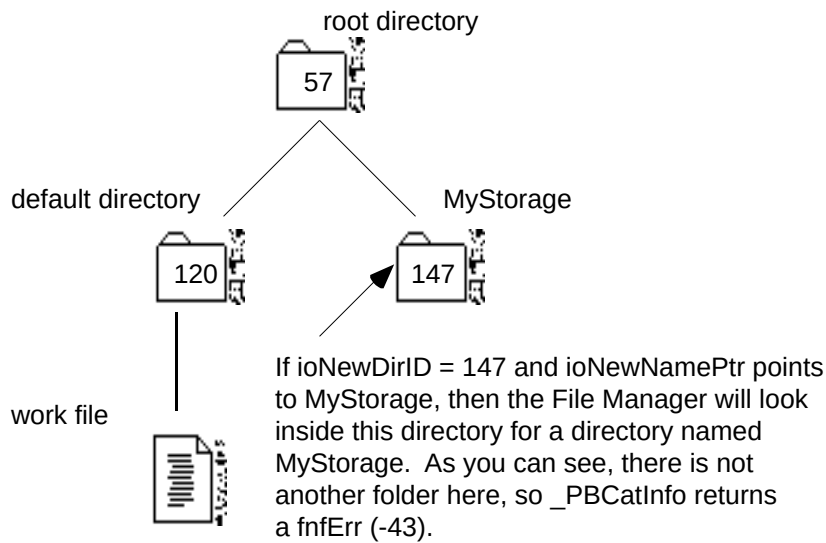 root directory
57
default directory
MyStorage
120
147
If ioNewDirID = 147 and ioNewNamePtr points
to MyStorage, then the File Manager will look
inside this directory for a directory named
MyStorage.  As you can see, there is not
another folder here, so _PBCatInfo returns
a fnfErr (-43).
work file